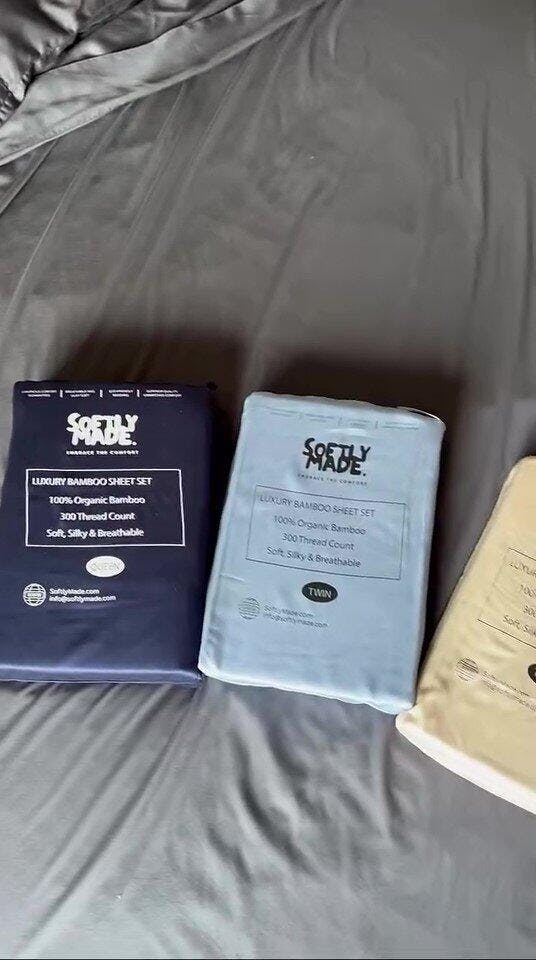 SOFTLY
MADE.
EMBRACE THE COMFORT
LUXURY BAMBOO SHEET SET
100% Organic Bamboo
300 Thread Count
Soft, Silky & Breathable
QUEEN
SoftlyMade.com
info@softlymade.com
SOFTLY
MADE.
EMBRACE THE COMFORT
LUXURY BAMBOO SHEET SET
100% Organic Bamboo
300 Thread Count
Soft, Silky & Breathable
TWIN
SoftlyMade.com
info@softlymade.com